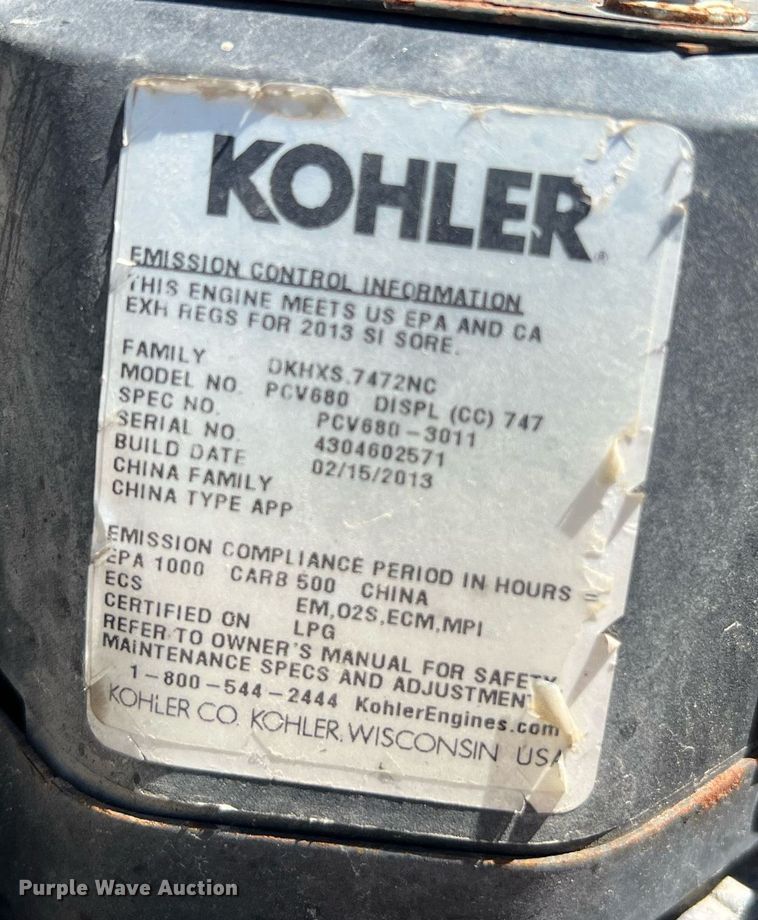 KOHLER®
EMISSION CONTROL INFORMATION
THIS ENGINE MEETS US EPA AND CA
EXH REGS FOR 2013 SI SORE.
FAMILY DKHXS.7472NC
MODEL NO. PCV680 DISPL (CC) 747
SPEC NO. PCV680-3011
SERIAL NO. 4304602571
BUILD DATE 02/15/2013
CHINA FAMILY
CHINA TYPE APP
EMISSION COMPLIANCE PERIOD IN HOURS =
EPA 1000 CARB 500 CHINA
ECS EM,O2S,ECM,MPI
CERTIFIED ON LPG
REFER TO OWNER'S MANUAL FOR SAFETY,
MAINTENANCE SPECS AND ADJUSTMENT
1-800-544-2444 KohlerEngines.com
KOHLER CO. KOHLER, WISCONSIN USA
Purple Wave Auction